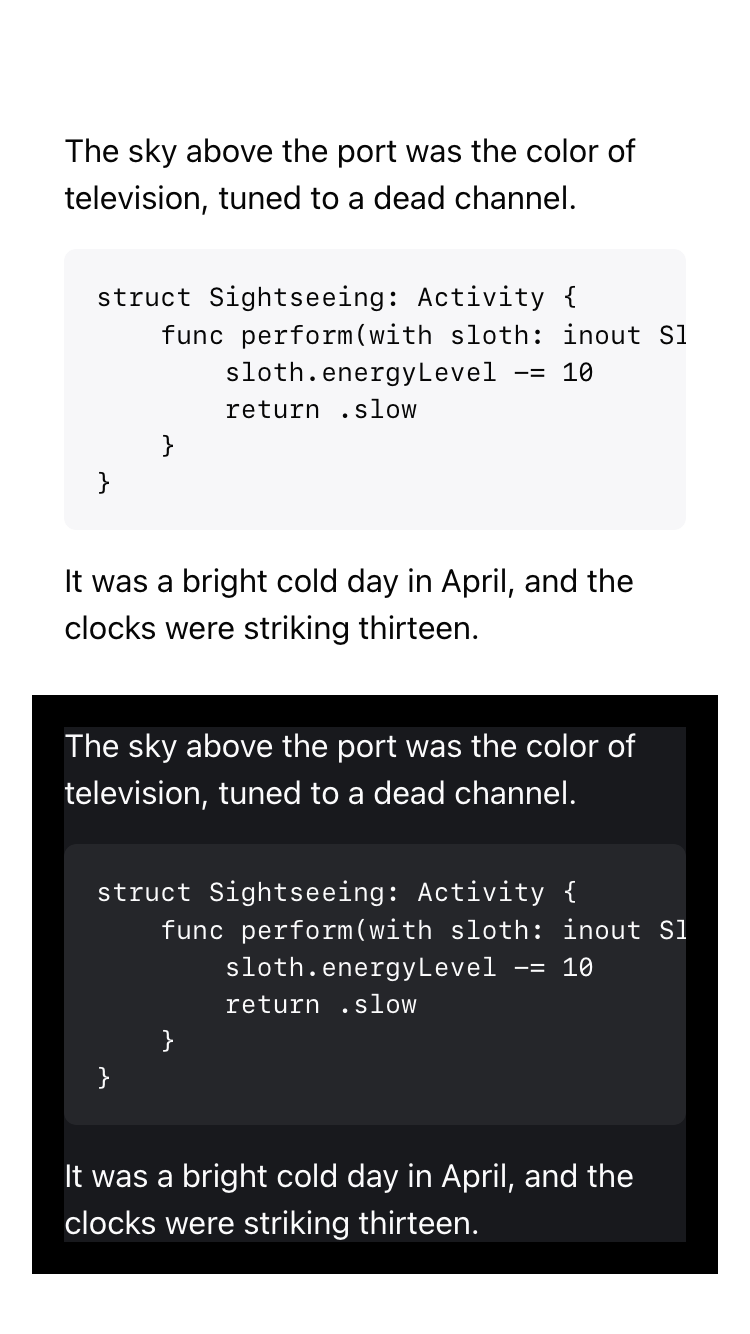 The sky above the port was the color of
television, tuned to a dead channel.
struct Sightseeing: Activity {
    func perform(with sloth: inout Sl
        sloth.energyLevel -= 10
        return .slow
    }
}
It was a bright cold day in April, and the
clocks were striking thirteen.
The sky above the port was the color of
television, tuned to a dead channel.
struct Sightseeing: Activity {
    func perform(with sloth: inout Sl
        sloth.energyLevel -= 10
        return .slow
    }
}
It was a bright cold day in April, and the
clocks were striking thirteen.